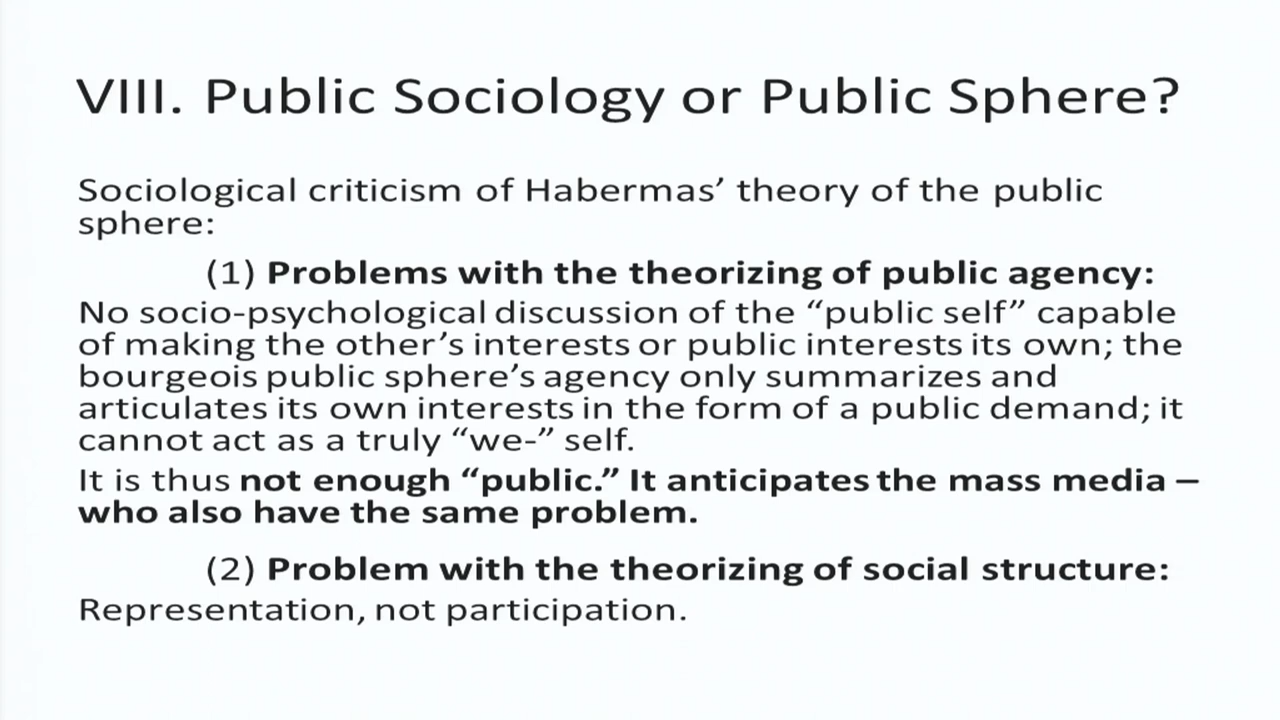 VIII. Public Sociology or Public Sphere?
Sociological criticism of Habermas’ theory of the public
sphere:
(1) Problems with the theorizing of public agency:
No socio-psychological discussion of the “public self” capable
of making the other’s interests or public interests its own; the
bourgeois public sphere’s agency only summarizes and
articulates its own interests in the form of a public demand; it
cannot act as a truly “we-” self.
It is thus not enough “public.” It anticipates the mass media –
who also have the same problem.
(2) Problem with the theorizing of social structure:
Representation, not participation.